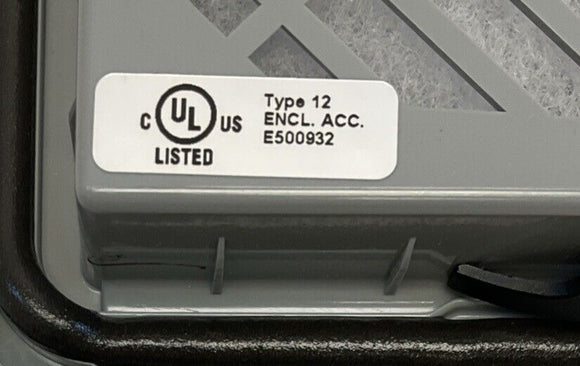 C UL US
LISTED
Type 12
ENCL. ACC.
E500932